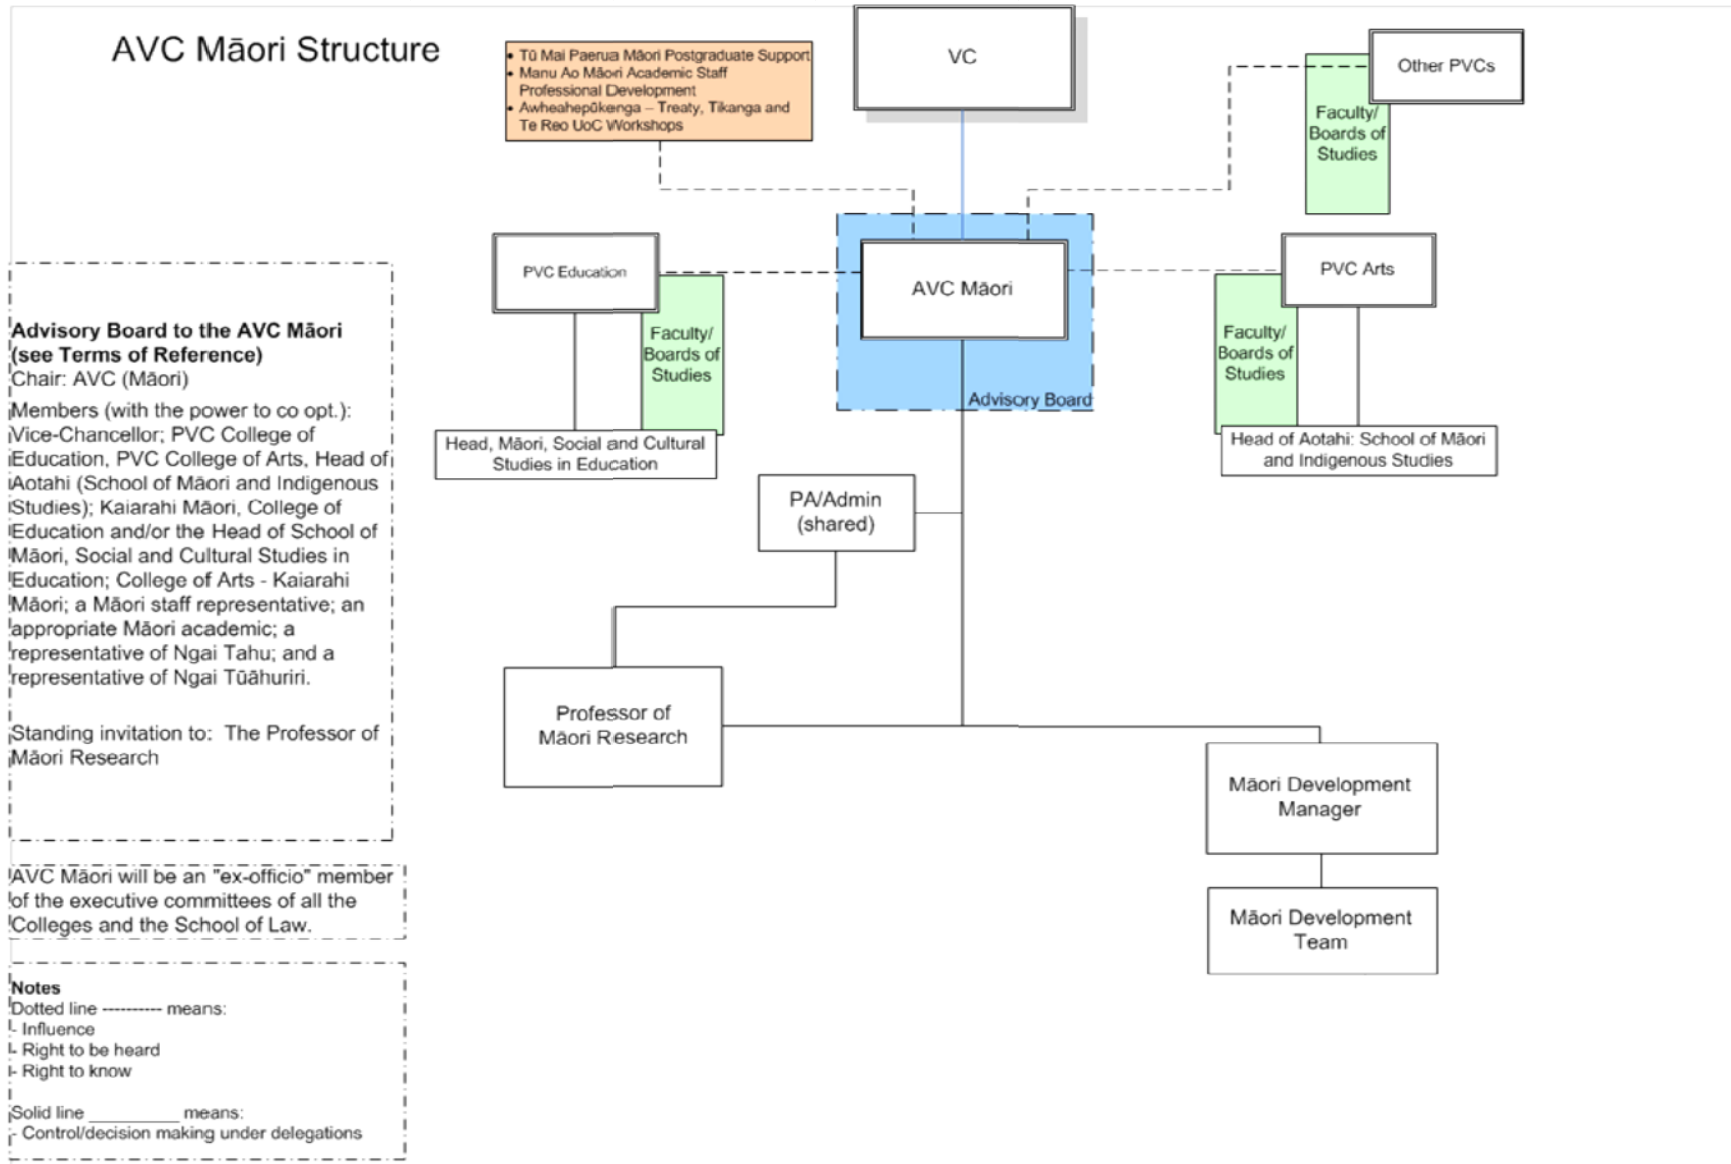 AVC Māori Structure
• Tū Mai Paerua Māori Postgraduate Support
• Manu Ao Māori Academic Staff
Professional Development
• Awheahepūkenga – Treaty, Tikanga and
Te Reo UoC Workshops
VC
Other PVCs
Faculty/
Boards of
Studies
PVC Education
AVC Māori
PVC Arts
Faculty/
Boards of
Studies
Faculty/
Boards of
Studies
Advisory Board
Head, Māori, Social and Cultural
Studies in Education
Head of Aotahi: School of Māori
and Indigenous Studies
PA/Admin
(shared)
Professor of
Māori Research
Māori Development
Manager
Māori Development
Team
Advisory Board to the AVC Māori
(see Terms of Reference)
Chair: AVC (Māori)
Members (with the power to co opt.):
Vice-Chancellor; PVC College of
Education, PVC College of Arts, Head of
Aotahi (School of Māori and Indigenous
Studies); Kaiarahi Māori, College of
Education and/or the Head of School of
Māori, Social and Cultural Studies in
Education; College of Arts - Kaiarahi
Māori; a Māori staff representative; an
appropriate Māori academic; a
representative of Ngai Tahu; and a
representative of Ngai Tūāhuriri.
Standing invitation to: The Professor of
Māori Research
AVC Māori will be an "ex-officio" member
of the executive committees of all the
Colleges and the School of Law.
Notes
Dotted line ---------- means:
- Influence
- Right to be heard
- Right to know
Solid line __________ means:
- Control/decision making under delegations